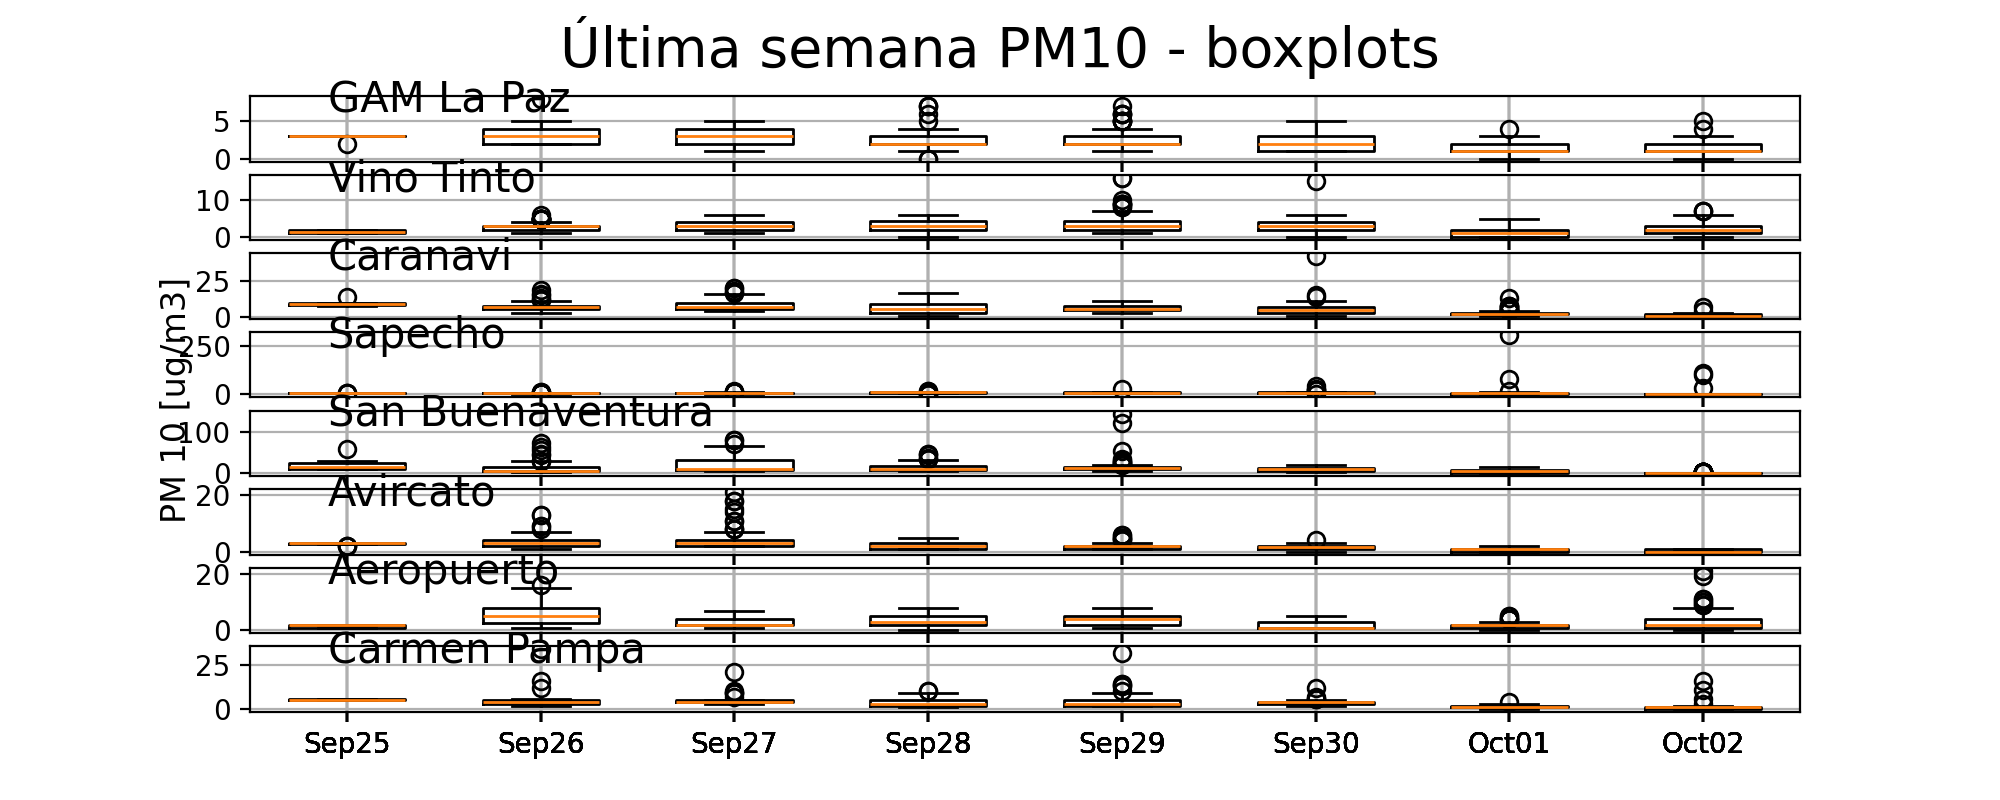 Última semana PM10 - boxplots
GAM La Paz
5
0
Vino Tinto
10
0
Caranavi
25
0
Sapecho
250
0
San Buenaventura
100
0
Avircato
20
0
Aeropuerto
20
0
Carmen Pampa
25
0
PM 10 [ug/m3]
Sep25 Sep26 Sep27 Sep28 Sep29 Sep30 Oct01 Oct02